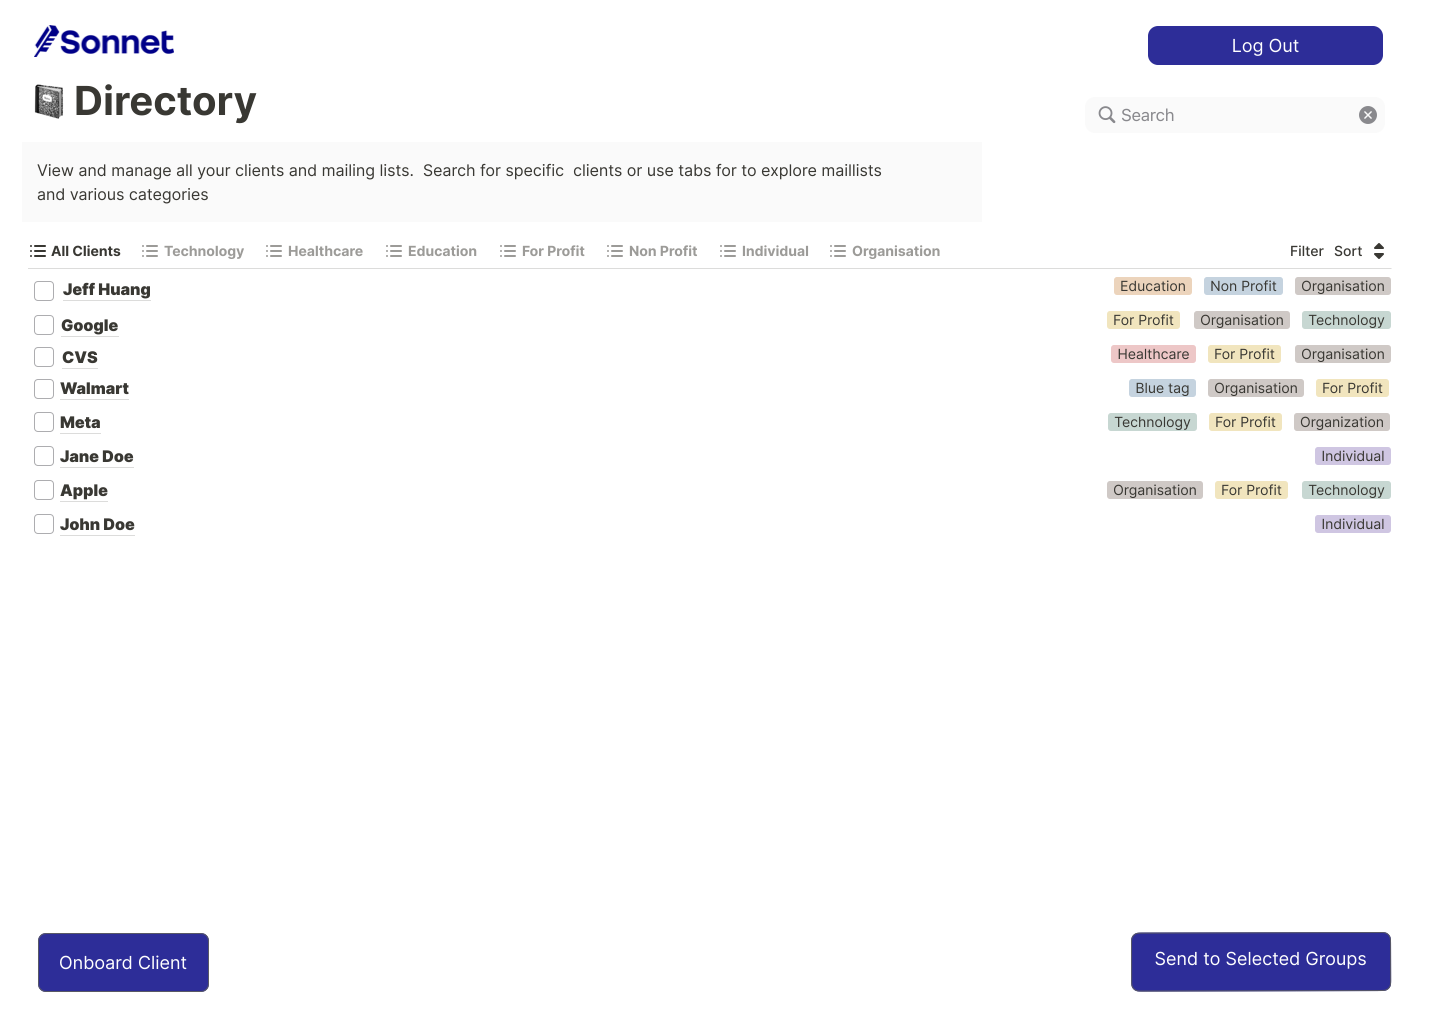 Sonnet
Log Out
Directory
Search
View and manage all your clients and mailing lists.  Search for specific  clients or use tabs for to explore maillists
and various categories
All Clients Technology Healthcare Education For Profit Non Profit Individual Organisation Filter Sort
Jeff Huang Education Non Profit Organisation
Google For Profit Organisation Technology
CVS Healthcare For Profit Organisation
Walmart Blue tag Organisation For Profit
Meta Technology For Profit Organization
Jane Doe Individual
Apple Organisation For Profit Technology
John Doe Individual
Onboard Client Send to Selected Groups